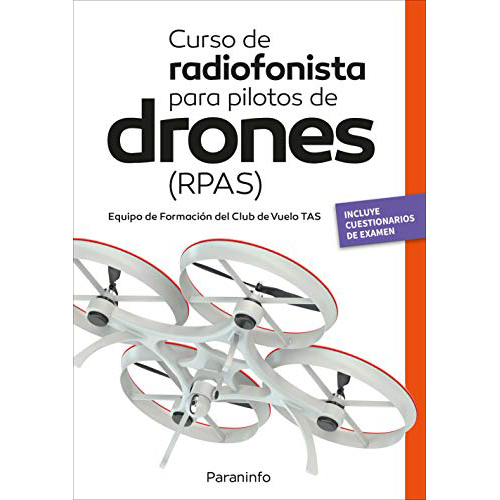 Curso de
radiofonista
para pilotos de
drones
(RPAS)
Equipo de Formación del Club de Vuelo TAS
INCLUYE
CUESTIONARIOS
DE EXAMEN
Paraninfo